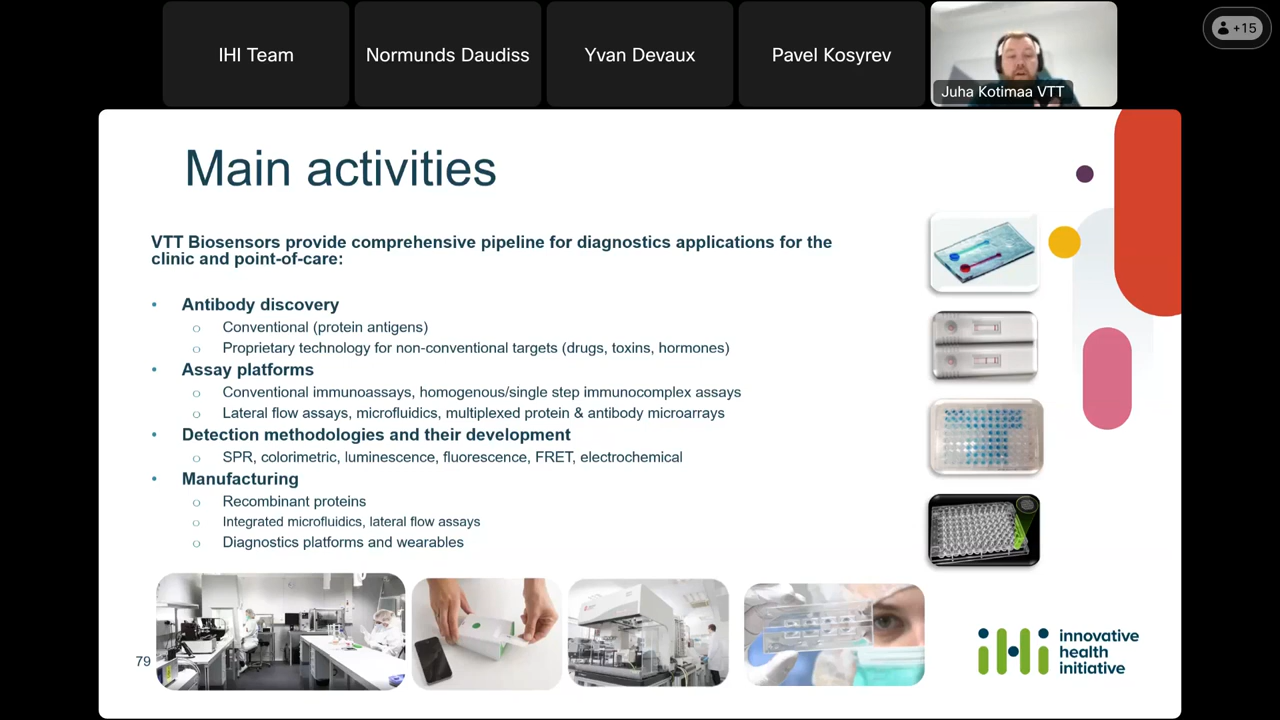 IHI Team
Normunds Daudiss
Yvan Devaux
Pavel Kosyrev
Juha Kotimaa VTT
+15
Main activities
VTT Biosensors provide comprehensive pipeline for diagnostics applications for the
clinic and point-of-care:
• Antibody discovery
o Conventional (protein antigens)
o Proprietary technology for non-conventional targets (drugs, toxins, hormones)
• Assay platforms
o Conventional immunoassays, homogenous/single step immunocomplex assays
o Lateral flow assays, microfluidics, multiplexed protein & antibody microarrays
• Detection methodologies and their development
o SPR, colorimetric, luminescence, fluorescence, FRET, electrochemical
• Manufacturing
o Recombinant proteins
o Integrated microfluidics, lateral flow assays
o Diagnostics platforms and wearables
79
iHi innovative
health
initiative